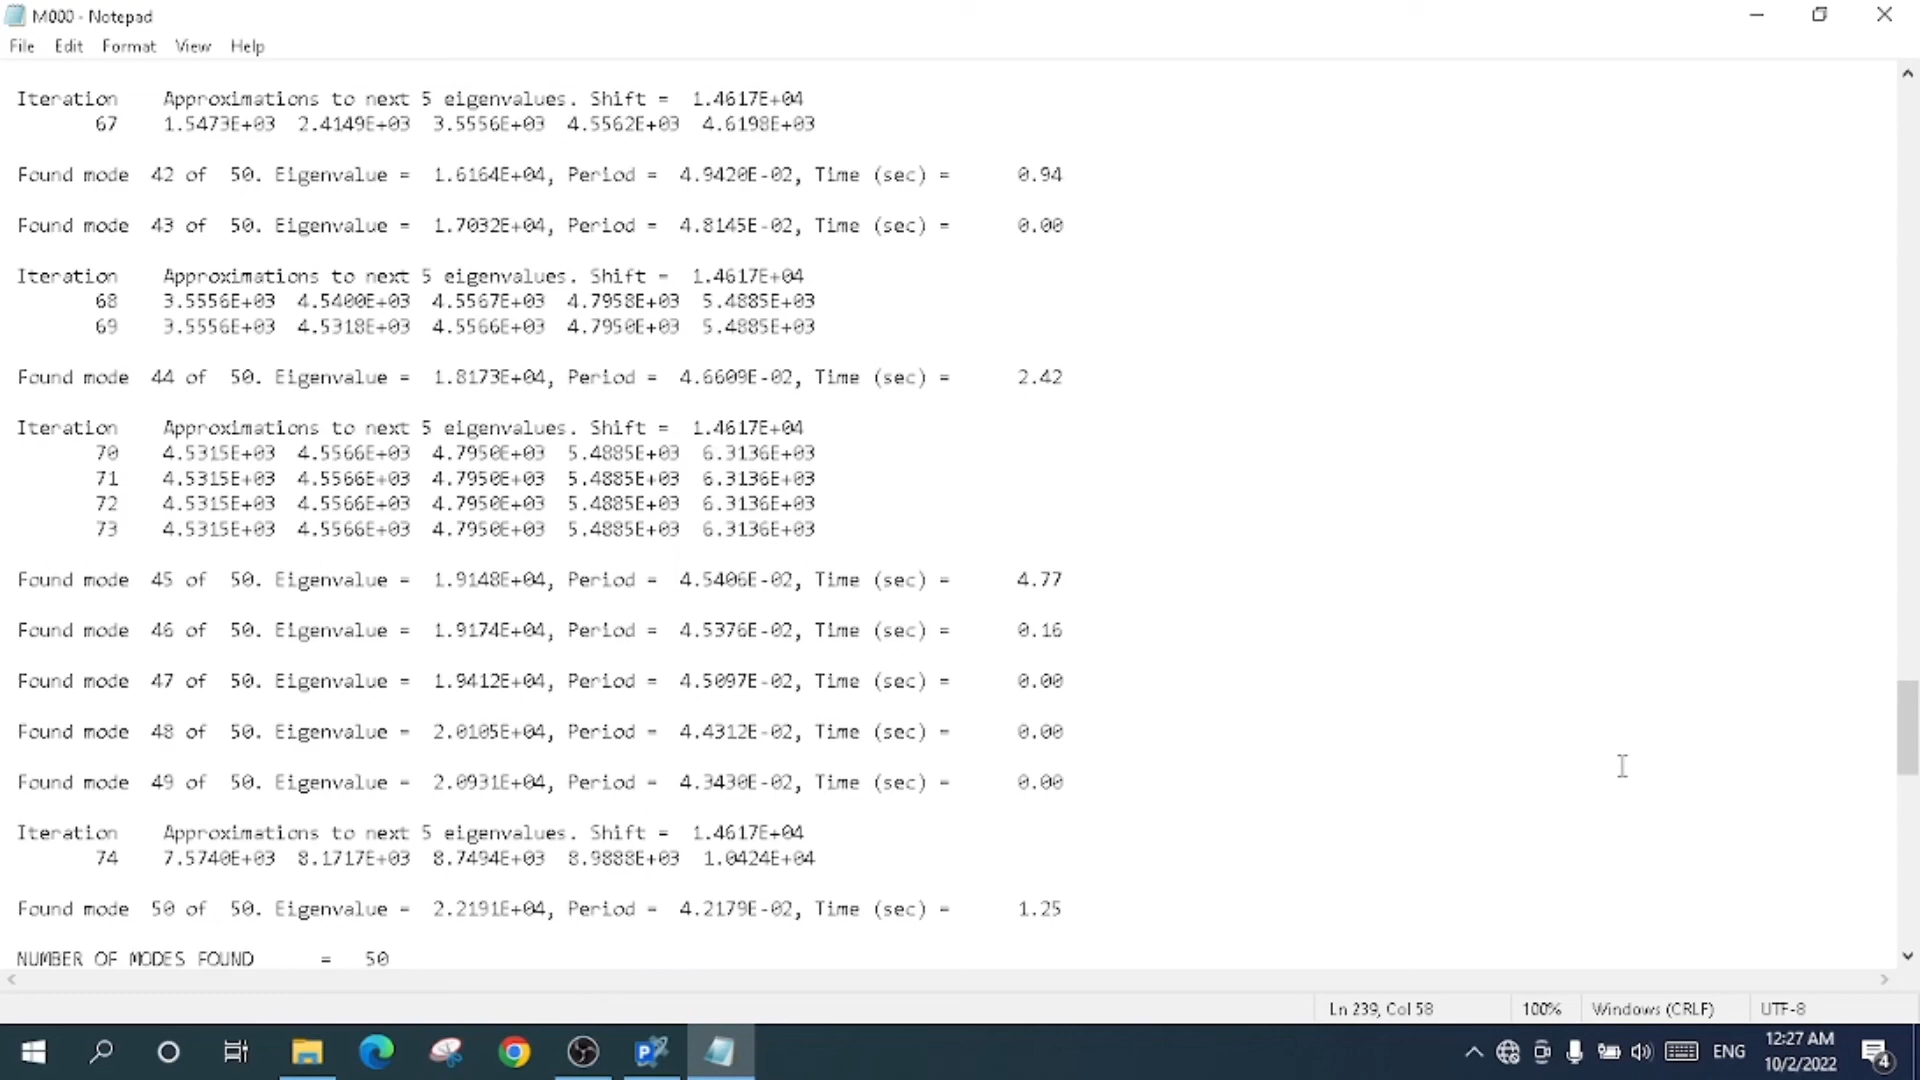 M000 - Notepad
File Edit Format View Help
Iteration Approximations to next 5 eigenvalues. Shift = 1.4617E+04
67 1.5473E+03 2.4149E+03 3.5556E+03 4.5562E+03 4.6198E+03
Found mode 42 of 50. Eigenvalue = 1.6164E+04, Period = 4.9420E-02, Time (sec) = 0.94
Found mode 43 of 50. Eigenvalue = 1.7032E+04, Period = 4.8145E-02, Time (sec) = 0.00
Iteration Approximations to next 5 eigenvalues. Shift = 1.4617E+04
68 3.5556E+03 4.5400E+03 4.5567E+03 4.7958E+03 5.4885E+03
69 3.5556E+03 4.5318E+03 4.5566E+03 4.7950E+03 5.4885E+03
Found mode 44 of 50. Eigenvalue = 1.8173E+04, Period = 4.6609E-02, Time (sec) = 2.42
Iteration Approximations to next 5 eigenvalues. Shift = 1.4617E+04
70 4.5315E+03 4.5566E+03 4.7950E+03 5.4885E+03 6.3136E+03
71 4.5315E+03 4.5566E+03 4.7950E+03 5.4885E+03 6.3136E+03
72 4.5315E+03 4.5566E+03 4.7950E+03 5.4885E+03 6.3136E+03
73 4.5315E+03 4.5566E+03 4.7950E+03 5.4885E+03 6.3136E+03
Found mode 45 of 50. Eigenvalue = 1.9148E+04, Period = 4.5406E-02, Time (sec) = 4.77
Found mode 46 of 50. Eigenvalue = 1.9174E+04, Period = 4.5376E-02, Time (sec) = 0.16
Found mode 47 of 50. Eigenvalue = 1.9412E+04, Period = 4.5097E-02, Time (sec) = 0.00
Found mode 48 of 50. Eigenvalue = 2.0105E+04, Period = 4.4312E-02, Time (sec) = 0.00
Found mode 49 of 50. Eigenvalue = 2.0931E+04, Period = 4.3430E-02, Time (sec) = 0.00
Iteration Approximations to next 5 eigenvalues. Shift = 1.4617E+04
74 7.5740E+03 8.1717E+03 8.7494E+03 8.9888E+03 1.0424E+04
Found mode 50 of 50. Eigenvalue = 2.2191E+04, Period = 4.2179E-02, Time (sec) = 1.25
NUMBER OF MODES FOUND = 50
Ln 239, Col 58 100% Windows (CRLF) UTF-8
ENG
12:27 AM
10/2/2022
4